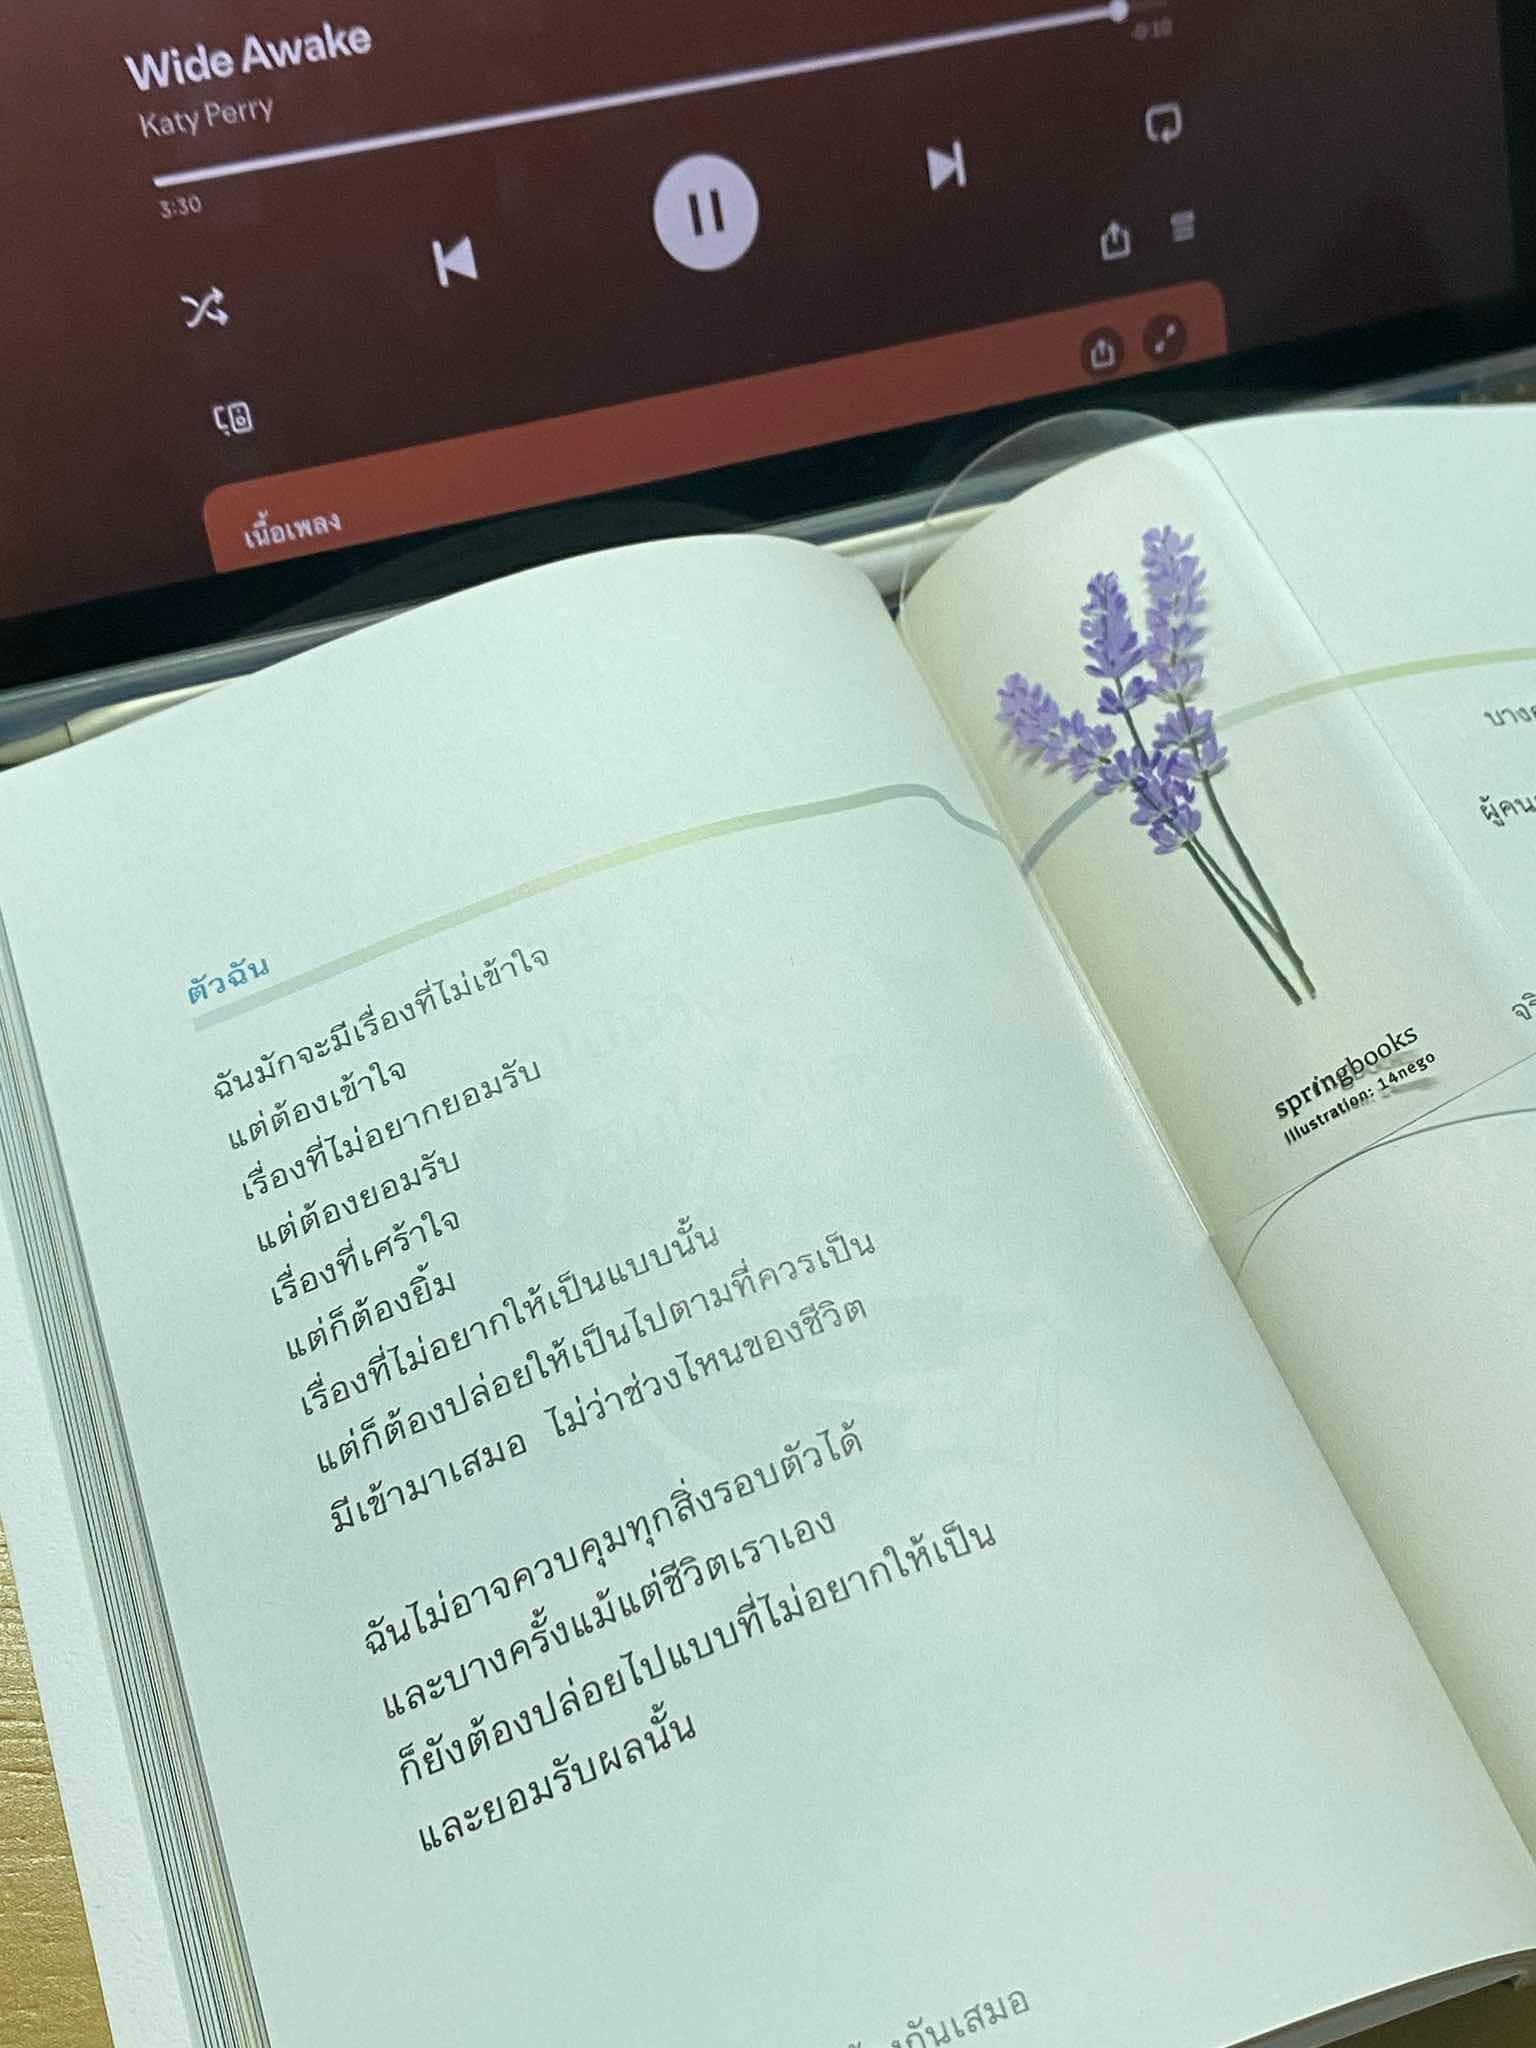 Wide Awake
Katy Perry
3:30
-0:10
เนื้อเพลง
ตัวฉัน
ฉันมักจะมีเรื่องที่ไม่เข้าใจ
แต่ต้องเข้าใจ
เรื่องที่ไม่อยากยอมรับ
แต่ต้องยอมรับ
เรื่องที่เศร้าใจ
แต่ก็ต้องยิ้ม
เรื่องที่ไม่อยากให้เป็นแบบนั้น
แต่ก็ต้องปล่อยให้เป็นไปตามที่ควรเป็น
มีเข้ามาเสมอ ไม่ว่าช่วงไหนของชีวิต
ฉันไม่อาจควบคุมทุกสิ่งรอบตัวได้
และบางครั้งแม้แต่ชีวิตเราเอง
ก็ยังต้องปล่อยไปแบบที่ไม่อยากให้เป็น
และยอมรับผลนั้น
กันเสมอ
springbooks
Illustration: 14nego
บาง
ผู้คน